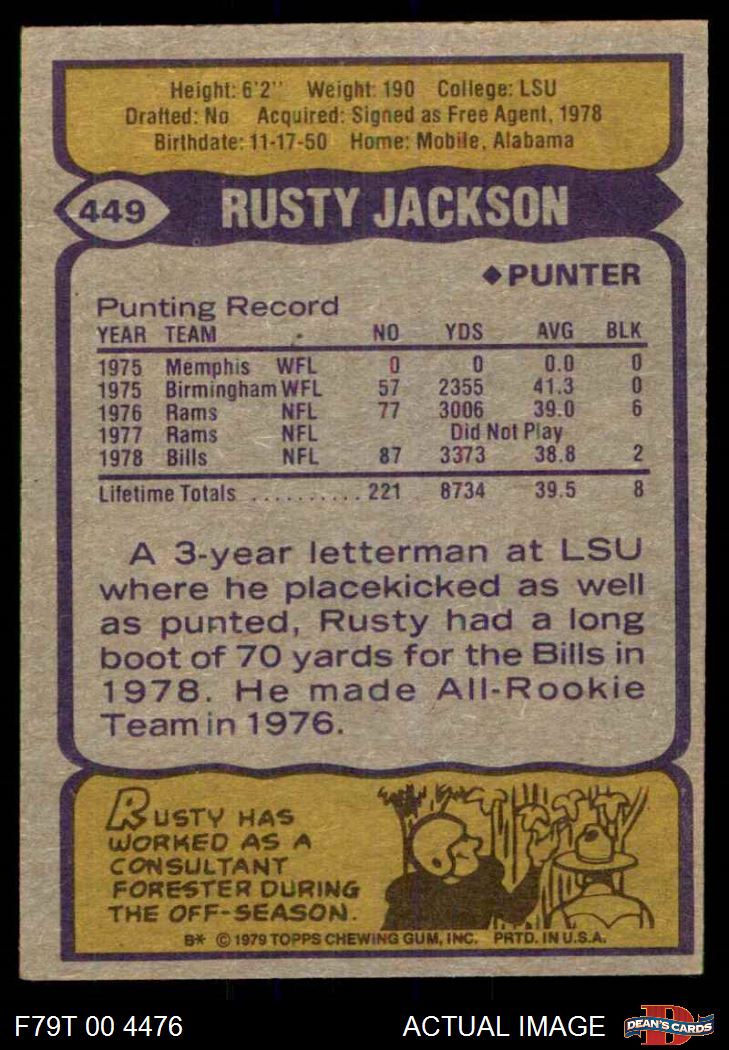 Height: 6'2" Weight: 190 College: LSU
Drafted: No Acquired: Signed as Free Agent, 1978
Birthdate: 11-17-50 Home: Mobile, Alabama
449 RUSTY JACKSON
◆PUNTER
Punting Record
YEAR TEAM NO YDS AVG BLK
1975 Memphis WFL 0 0 0.0 0
1975 Birmingham WFL 57 2355 41.3 0
1976 Rams NFL 77 3006 39.0 6
1977 Rams NFL Did Not Play
1978 Bills NFL 87 3373 38.8 2
Lifetime Totals .......... 221 8734 39.5 8
A 3-year letterman at LSU
where he placekicked as well
as punted, Rusty had a long
boot of 70 yards for the Bills in
1978. He made All-Rookie
Team in 1976.
RUSTY HAS
WORKED AS A
CONSULTANT
FORESTER DURING
THE OFF-SEASON.
B* © 1979 TOPPS CHEWING GUM, INC. PRTD. IN U.S.A.
F79T 00 4476 ACTUAL IMAGE D DEAN'S CARDS